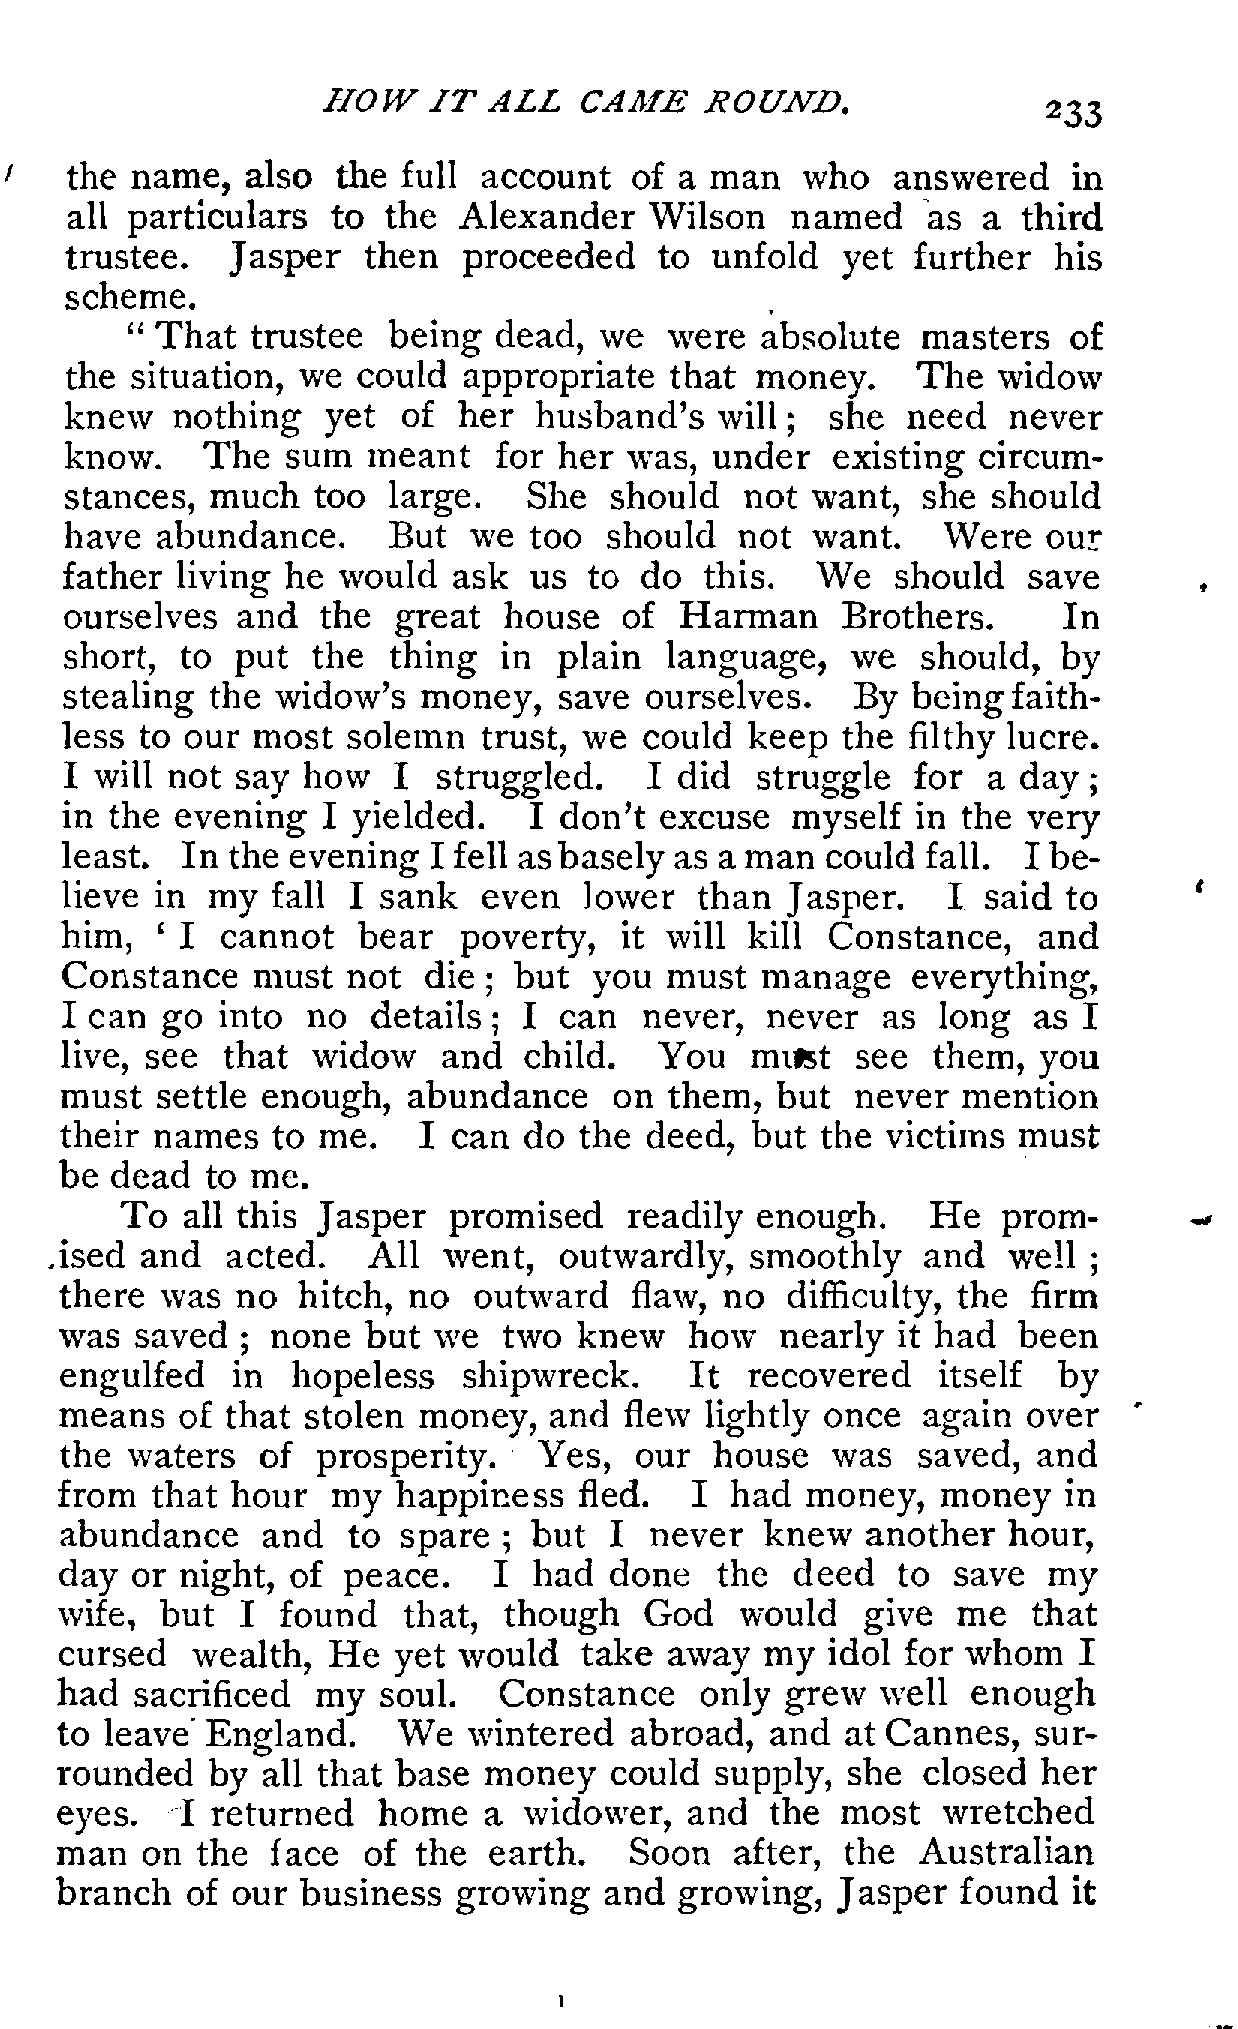 HOW IT ALL CAME ROUND. 233
the name, also the full account of a man who answered in
all particulars to the Alexander Wilson named as a third
trustee. Jasper then proceeded to unfold yet further his
scheme.
“ That trustee being dead, we were absolute masters of
the situation, we could appropriate that money. The widow
knew nothing yet of her husband's will ; she need never
know. The sum meant for her was, under existing circum-
stances, much too large. She should not want, she should
have abundance. But we too should not want. Were our
father living he would ask us to do this. We should save
ourselves and the great house of Harman Brothers. In
short, to put the thing in plain language, we should, by
stealing the widow's money, save ourselves. By being faith-
less to our most solemn trust, we could keep the filthy lucre.
I will not say how I struggled. I did struggle for a day ;
in the evening I yielded. I don't excuse myself in the very
least. In the evening I fell as basely as a man could fall. I be-
lieve in my fall I sank even lower than Jasper. I said to
him, ‘ I cannot bear poverty, it will kill Constance, and
Constance must not die ; but you must manage everything,
I can go into no details ; I can never, never as long as I
live, see that widow and child. You must see them, you
must settle enough, abundance on them, but never mention
their names to me. I can do the deed, but the victims must
be dead to me.
To all this Jasper promised readily enough. He prom-
ised and acted. All went, outwardly, smoothly and well ;
there was no hitch, no outward flaw, no difficulty, the firm
was saved ; none but we two knew how nearly it had been
engulfed in hopeless shipwreck. It recovered itself by
means of that stolen money, and flew lightly once again over
the waters of prosperity. Yes, our house was saved, and
from that hour my happiness fled. I had money, money in
abundance and to spare ; but I never knew another hour,
day or night, of peace. I had done the deed to save my
wife, but I found that, though God would give me that
cursed wealth, He yet would take away my idol for whom I
had sacrificed my soul. Constance only grew well enough
to leave England. We wintered abroad, and at Cannes, sur-
rounded by all that base money could supply, she closed her
eyes. I returned home a widower, and the most wretched
man on the face of the earth. Soon after, the Australian
branch of our business growing and growing, Jasper found it